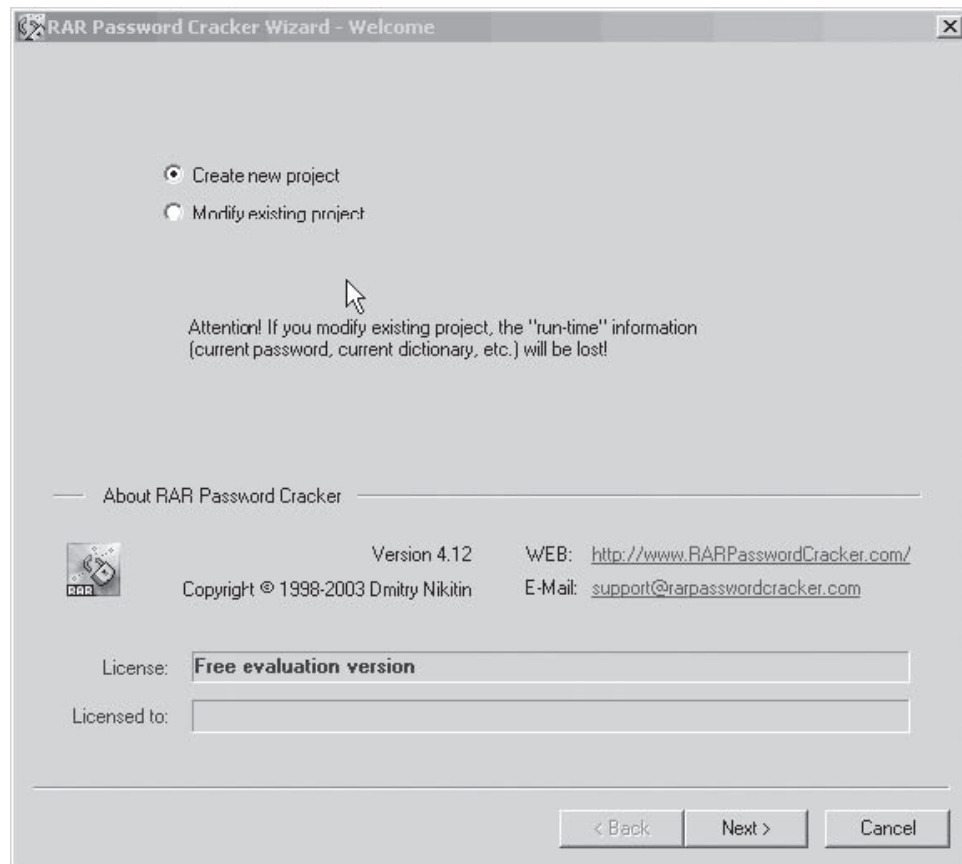 RAR Password Cracker Wizard - Welcome
Create new project
Modify existing project
Attention! If you modify existing project, the "run-time" information
(current password, current dictionary, etc.) will be lost!
About RAR Password Cracker
RAR
Version 4.12
WEB: http://www.RARPasswordCracker.com/
Copyright © 1998-2003 Dmitry Nikitin
E-Mail: support@rarpasswordcracker.com
License: Free evaluation version
Licensed to:
< Back
Next >
Cancel